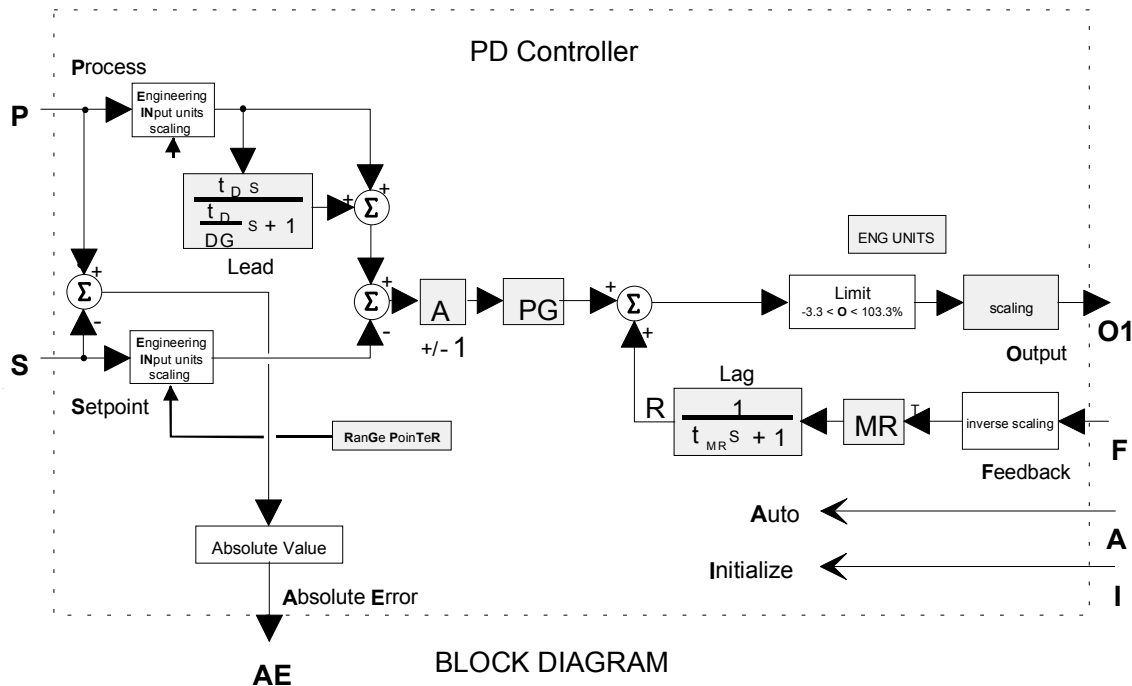 PD Controller
Process
P
Engineering
INput units
scaling
t D S
t D
DG
S + 1
+
+
Σ
Lead
ENG UNITS
+
Σ
-
+
Σ
-
A
+/- 1
PG
+
Σ
+
Limit
-3.3 < O < 103.3%
scaling
O1
Output
S
Engineering
INput units
scaling
Setpoint
RanGe PoinTeR
Lag
R
1
t MR S + 1
MR
T
inverse scaling
F
Feedback
Auto
A
Initialize
I
Absolute Value
Absolute Error
AE
BLOCK DIAGRAM